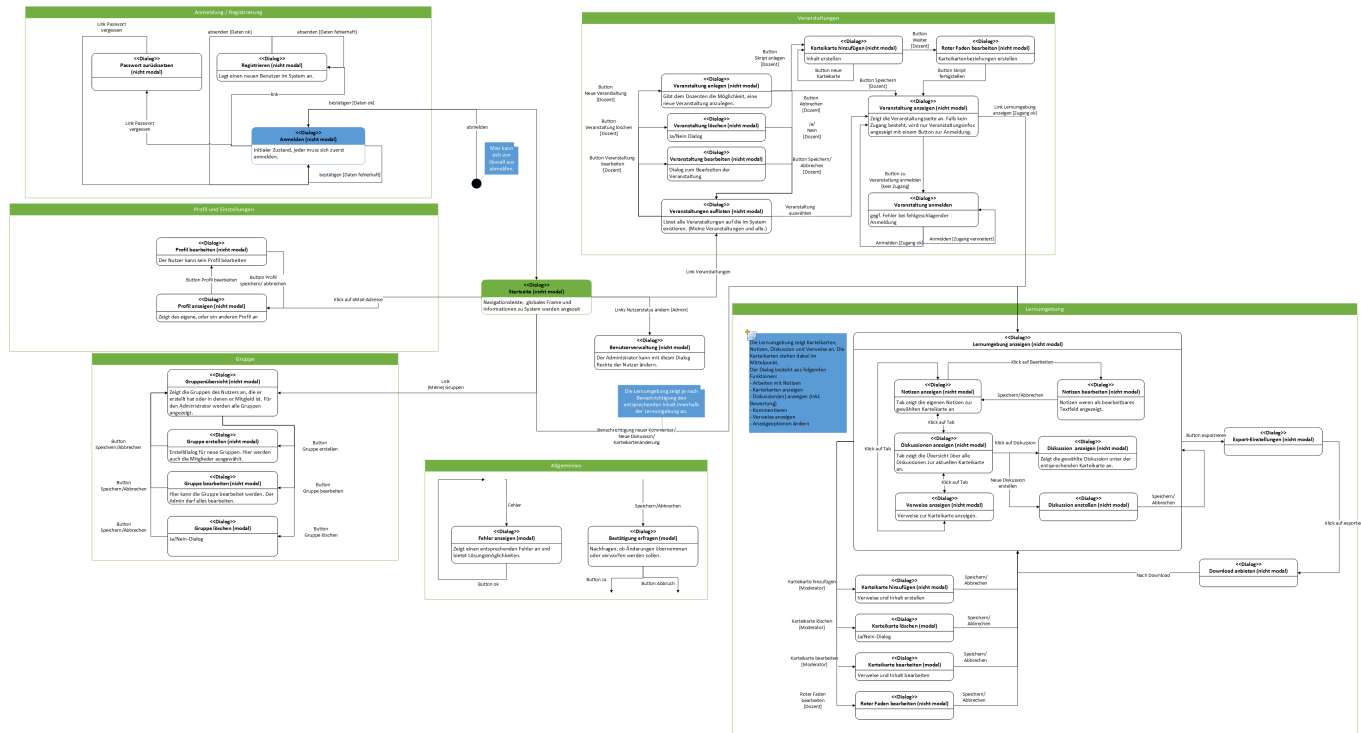 Anmeldung / Registrierung
Link Passwort
vergessen
absenden [Daten ok]
absenden [Daten fehlerhaft]
<<Dialog>>
Passwort zurücksetzen
(nicht modal)
<<Dialog>>
Registrieren (nicht modal)
Legt einen neuen Benutzer im System an.
link
bestätigen [Daten ok]
Link Passwort
vergessen
<<Dialog>>
Anmelden (nicht modal)
Initialer Zustand, jeder muss sich zuerst
anmelden.
bestätigen [Daten fehlerhaft]
abmelden
Man kann
sich von
überall aus
abmelden
Veranstaltungen
Button
Skript anlegen
[Dozent]
<<Dialog>>
Karteikarte hinzufügen (nicht modal)
Inhalt erstellen
Button
Weiter
[Dozent]
<<Dialog>>
Roter Faden bearbeiten (nicht modal)
Karteikartenbeziehungen erstellen
Button neue
Karteikarte
Button Skript
fertigstellen
Button Speichern
[Dozent]
Button
Neue Veranstaltung
[Dozent]
<<Dialog>>
Veranstaltung anlegen (nicht modal)
Gibt dem Dozenten die Möglichkeit, eine
neue Veranstaltung anzulegen.
Button
Abbrechen
[Dozent]
<<Dialog>>
Veranstaltung anzeigen (nicht modal)
Zeigt die Veranstaltungsseite an. Falls kein
Zugang besteht, wird nur Veranstaltungsinfos
angezeigt mit einem Button zur Anmeldung.
Link Lernumgebung
anzeigen [Zugang ok]
Button
Veranstaltung löschen
[Dozent]
<<Dialog>>
Veranstaltung löschen (nicht modal)
Ja/Nein Dialog
Ja/
Nein
[Dozent]
Button Veranstaltung
bearbeiten
[Dozent]
<<Dialog>>
Veranstaltung bearbeiten (nicht modal)
Dialog zum Bearbeiten der
Veranstaltung
Button Speichern/
Abbrechen
[Dozent]
Button zu
Veranstaltung anmelden
[kein Zugang]
<<Dialog>>
Veranstaltungen auflisten (nicht modal)
Listet alle Veranstaltungen auf die im System
existieren. (Meine Veranstaltungen und alle.)
Veranstaltung
auswählen
<<Dialog>>
Veranstaltung anmelden
ggf. Fehler bei fehlgeschlagender
Anmeldung
Anmelden [Zugang ok]
Anmelden [Zugang verweitert]
Link Veranstaltungen
Profil und Einstellungen
<<Dialog>>
Profil bearbeiten (nicht modal)
Der Nutzer kann sein Profil bearbeiten
Button Profil bearbeiten
Button Profil
speichern/ abbrechen
<<Dialog>>
Profil anzeigen (nicht modal)
Zeigt das eigene, oder ein anderen Profil an
Klick auf eMail-Adresse
<<Dialog>>
Startseite (nicht modal)
Navigationsleiste, globales Frame und
Informationen zu System werden angezeit
Links Nutzerstatus ändern [Admin]
<<Dialog>>
Benutzerverwaltung (nicht modal)
Der Administrator kann mit diesem Dialog
Rechte der Nutzer ändern.
Link
(Meine) Gruppen
Die Lernumgebung zeigt je nach
Benachrichtigung den
entsprechenden Inhalt innerhalb
der Lernumgebung an
Benachrichtigung neuer Kommentar/
Neue Diskussion/
Karteikartenänderung
Gruppe
<<Dialog>>
Gruppenübersicht (nicht modal)
Zeigt die Gruppen des Nutzers an, die er
erstellt hat oder in denen er Mitgleid ist. Für
den Administrator werden alle Gruppen
angezeigt.
Button
Speichern/Abbrechen
<<Dialog>>
Gruppe erstellen (nicht modal)
Erstelldialog für neue Gruppen. Hier werden
auch die Mitglieder ausgewählt.
Button
Gruppe erstellen
Button
Speichern/Abbrechen
<<Dialog>>
Gruppe bearbeiten (nicht modal)
Hier kann die Gruppe bearbeitet werden. Der
Admin darf alles bearbeiten.
Button
Gruppe bearbeiten
Button
Speichern/Abbrechen
<<Dialog>>
Gruppe löschen (modal)
Ja/Nein-Dialog
Button
Gruppe löschen
Allgemeines
Fehler
Speichern/Abbrechen
<<Dialog>>
Fehler anzeigen (modal)
Zeigt einen entsprechenden Fehler an und
bietet Lösungsmöglichkeiten.
<<Dialog>>
Bestätigung erfragen (modal)
Nachfragen, ob Änderungen übernommen
oder verworfen werden sollen.
Button ok
Button Ja
Button Abbruch
Lernumgebung
Die Lernumgebung zeigt Karteikarten,
Notizen, Diskussion und Verweise an. Die
Karteikarten stehen dabei im
Mittelpunkt.
Der Dialog besteht aus folgenden
Funktionen:
- Arbeiten mit Notizen
- Karteikarten anzeigen
- Diskussion(en) anzeigen (inkl.
Bewertung)
- Kommentieren
- Verweise anzeigen
- Anzeigeoptionen ändern
<<Dialog>>
Lernumgebung anzeigen (nicht modal)
Klick auf Bearbeiten
<<Dialog>>
Notizen anzeigen (nicht modal)
Tab zeigt die eigenen Notizen zur
gewählten Karteikarte an
Speichern/Abbrechen
<<Dialog>>
Notizen bearbeiten (nicht modal)
Notizen weren als bearbeitbares
Textfeld angezeigt.
Klick auf Tab
Klick auf Tab
<<Dialog>>
Diskussionen anzeigen (nicht modal)
Tab zeigt die Übersicht über alle
Diskussionen zur aktuellen Karteikarte
an.
Klick auf Diskussion
<<Dialog>>
Diskussion anzeigen (nicht modal)
Zeigt die gewählte Diskussion unter der
entsprechenden Karteikarte an.
Button exportieren
<<Dialog>>
Export-Einstellungen (nicht modal)
Klick auf Tab
Neue Diskussion
erstellen
<<Dialog>>
Verweise anzeigen (nicht modal)
Verweise zur Karteikarte anzeigen.
<<Dialog>>
Diskussion anstoßen (nicht modal)
Speichern/
Abbrechen
Klick auf exportie
<<Dialog>>
Download anbieten (nicht modal)
Nach Download
Karteikarte hinzufügen
[Moderator]
<<Dialog>>
Karteikarte hinzufügen (nicht modal)
Verweise und Inhalt erstellen
Speichern/
Abbrechen
Karteikarte löschen
[Moderator]
<<Dialog>>
Karteikarte löschen (modal)
Ja/Nein-Dialog
Speichern/
Abbrechen
Karteikarte bearbeiten
[Moderator]
<<Dialog>>
Karteikarte bearbeiten (modal)
Verweise und Inhalt bearbeiten
Speichern/
Abbrechen
Roter Faden
bearbeiten
[Dozent]
<<Dialog>>
Roter Faden bearbeiten (nicht modal)
Speichern/
Abbrechen